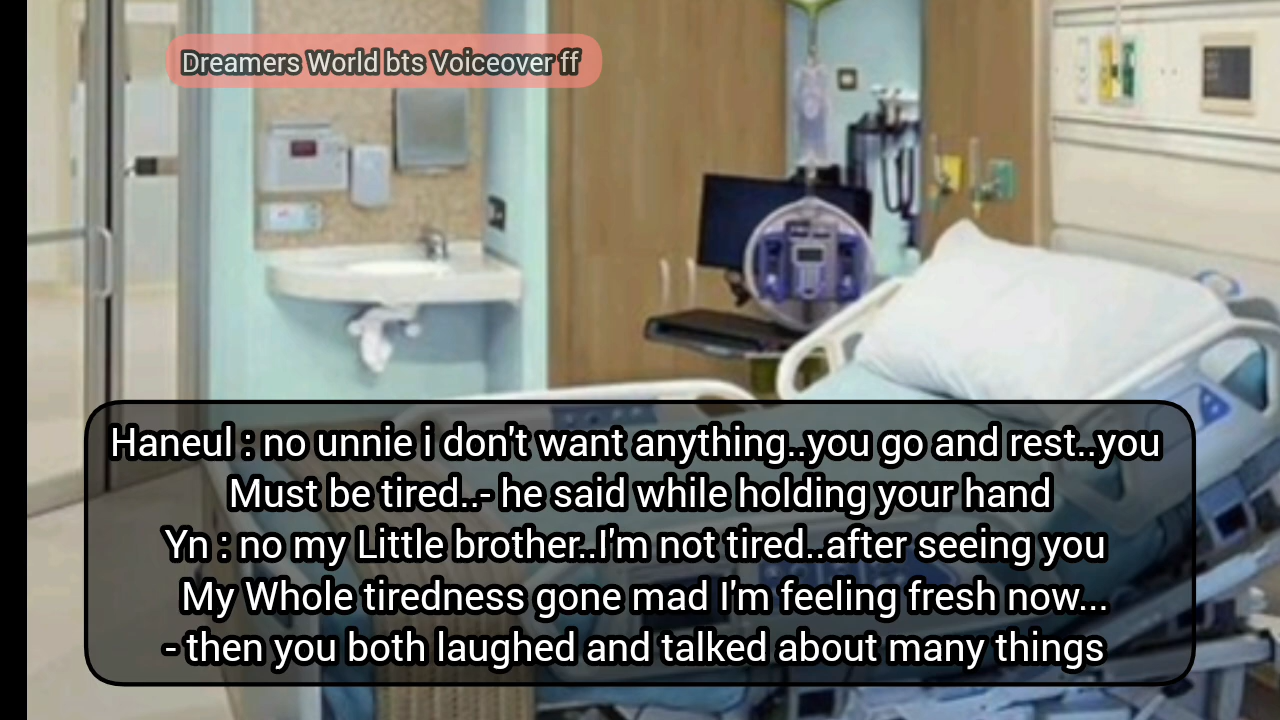 Dreamers World bts Voiceover ff
Haneul : no unnie i don't want anything..you go and rest..you
Must be tired..- he said while holding your hand
Yn : no my Little brother..I'm not tired..after seeing you
My Whole tiredness gone mad I'm feeling fresh now...
- then you both laughed and talked about many things